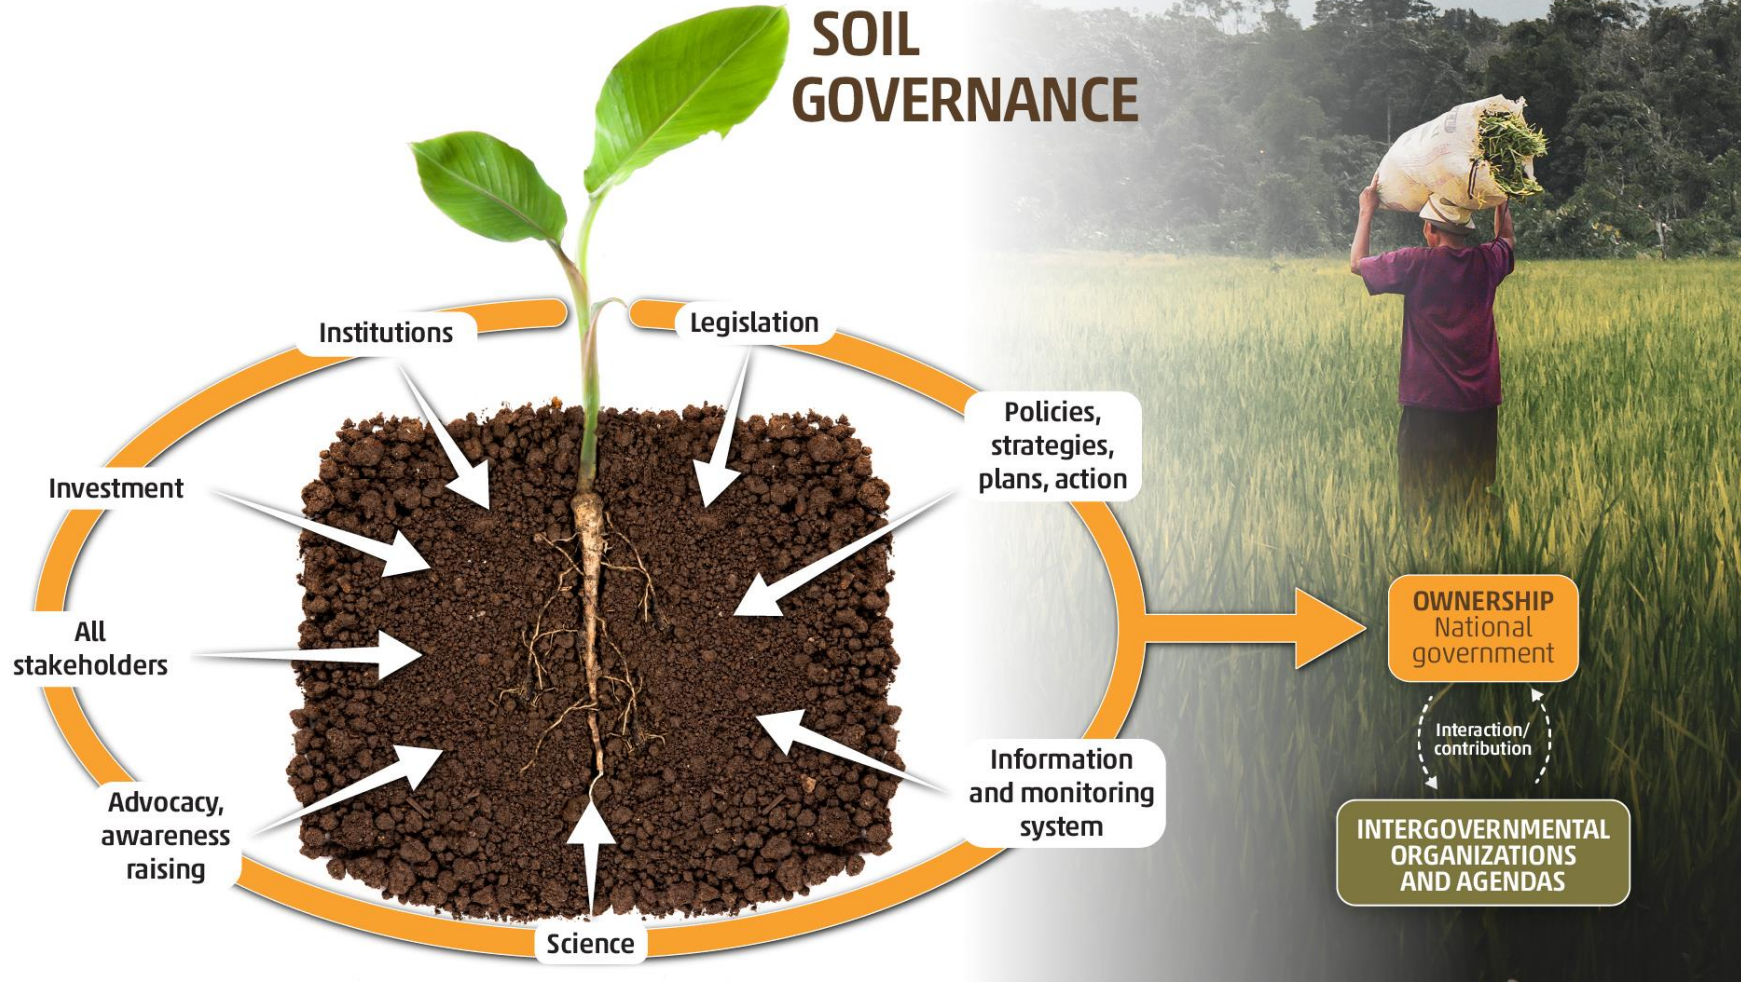 SOIL
GOVERNANCE
Institutions
Legislation
Policies,
strategies,
plans, action
Investment
All
stakeholders
Advocacy,
awareness
raising
Science
Information
and monitoring
system
OWNERSHIP
National
government
Interaction/
contribution
INTERGOVERNMENTAL
ORGANIZATIONS
AND AGENDAS